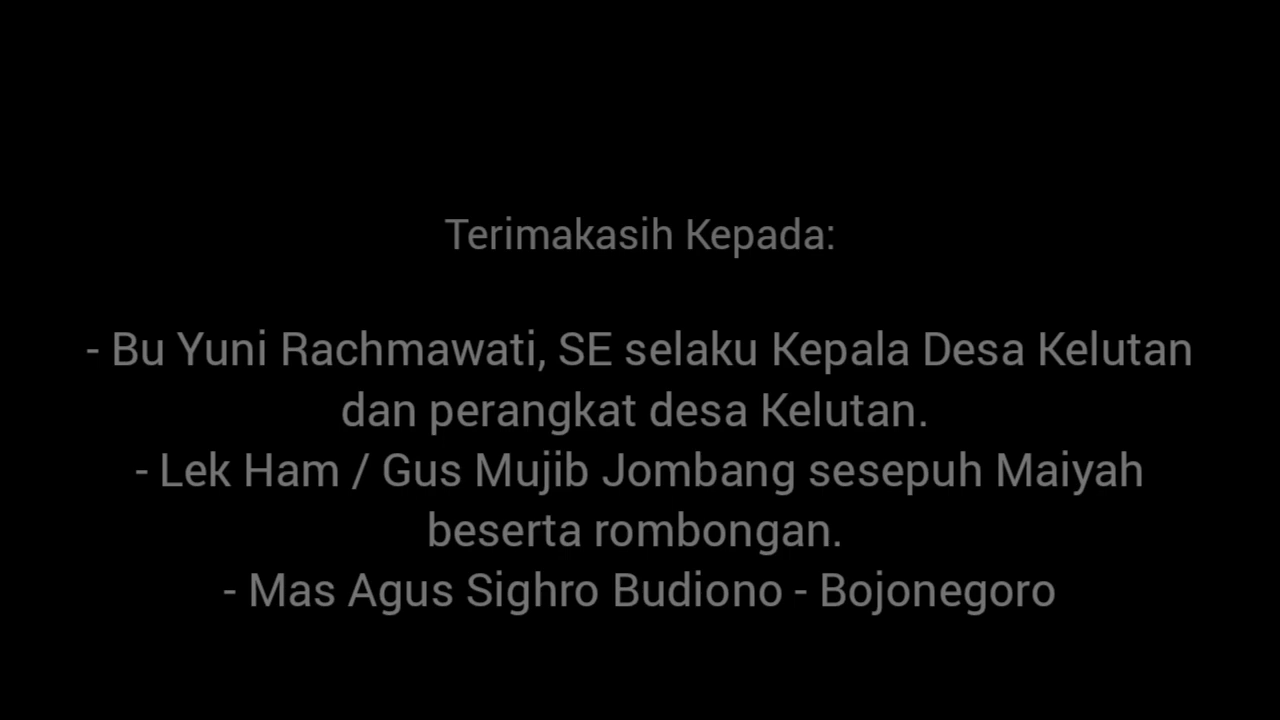 Terimakasih Kepada:
- Bu Yuni Rachmawati, SE selaku Kepala Desa Kelutan
dan perangkat desa Kelutan.
- Lek Ham / Gus Mujib Jombang sesepuh Maiyah
beserta rombongan.
- Mas Agus Sighro Budiono - Bojonegoro